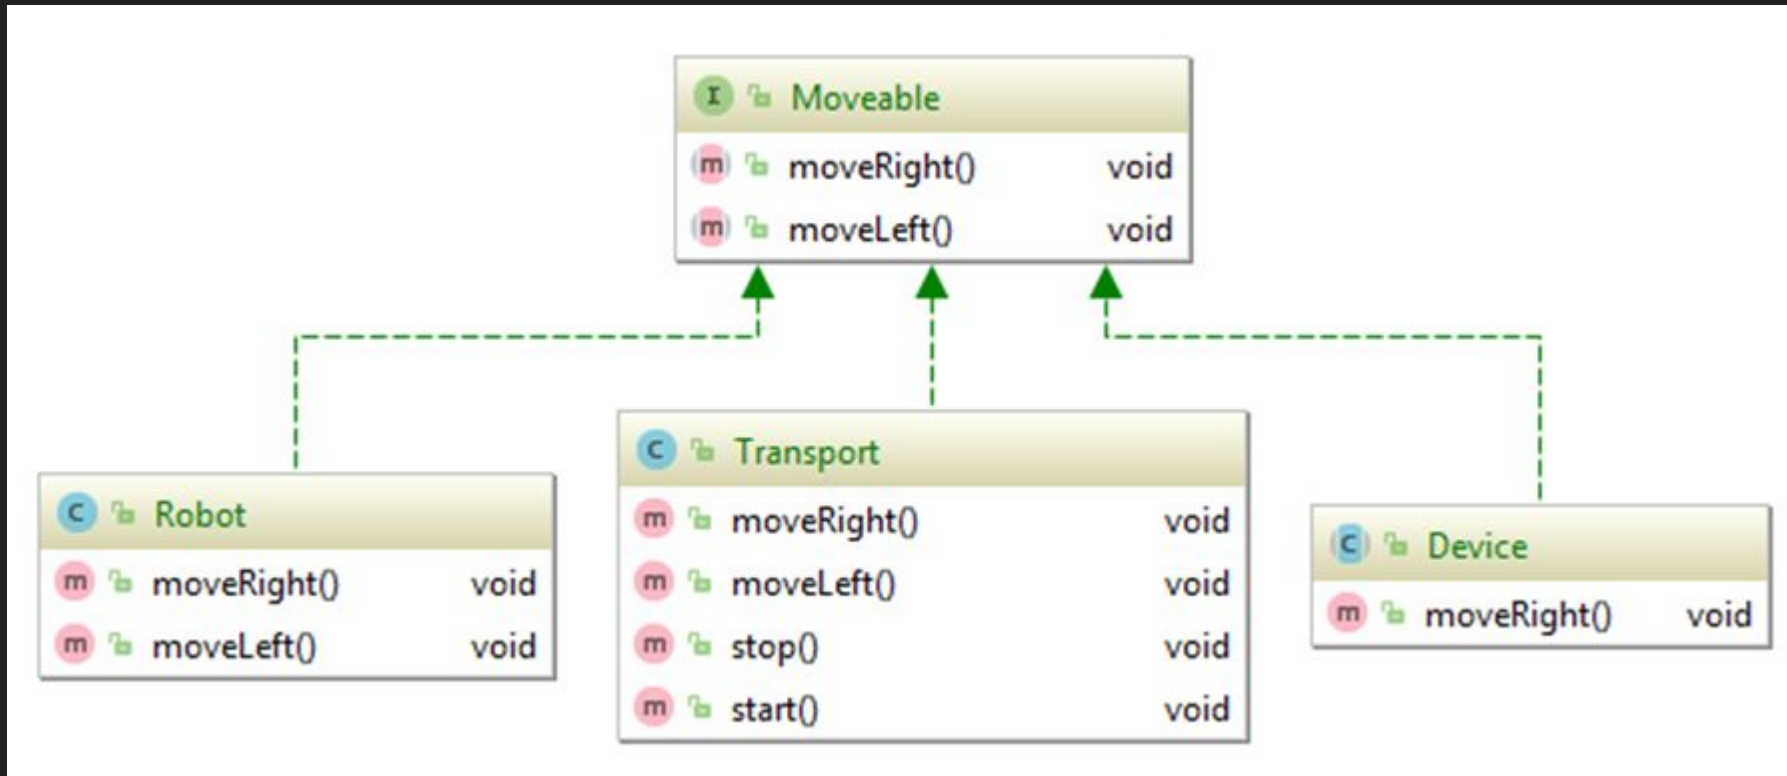 I Moveable
m moveRight() void
m moveLeft() void
C Robot
m moveRight() void
m moveLeft() void
C Transport
m moveRight() void
m moveLeft() void
m stop() void
m start() void
C Device
m moveRight() void